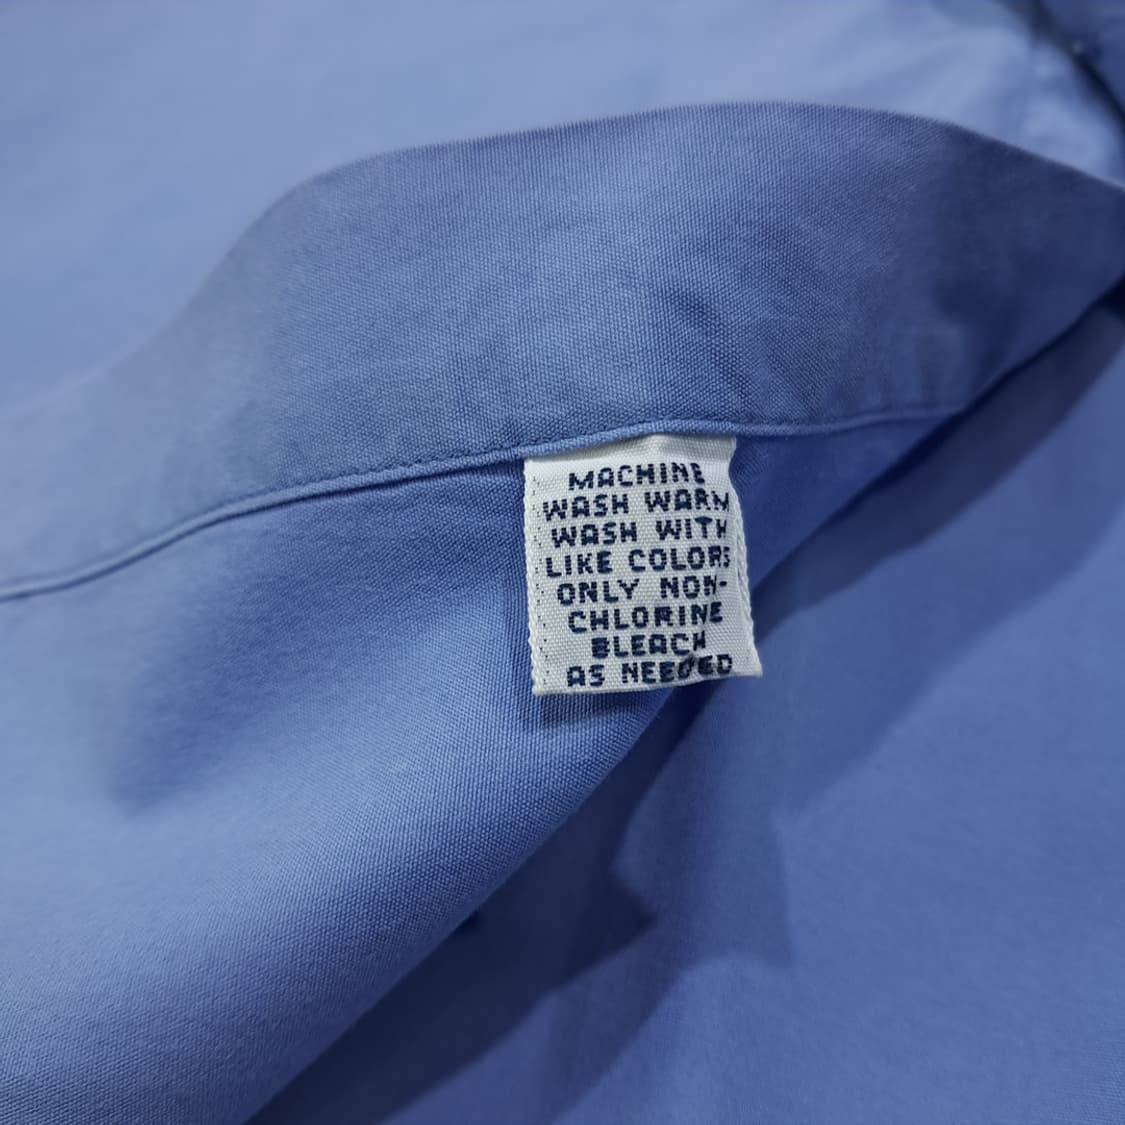 MACHINE
WASH WARM
WASH WITH
LIKE COLORS
ONLY NON-
CHLORINE
BLEACH
AS NEEDED